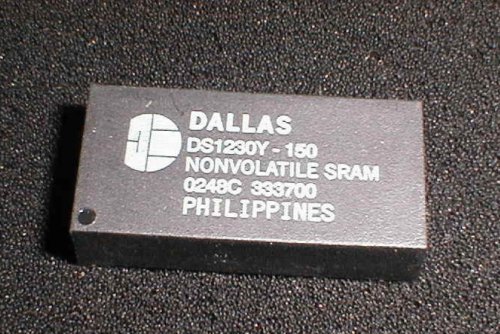 DALLAS
DS1230Y-150
NONVOLATILE SRAM
0248C 333700
PHILIPPINES